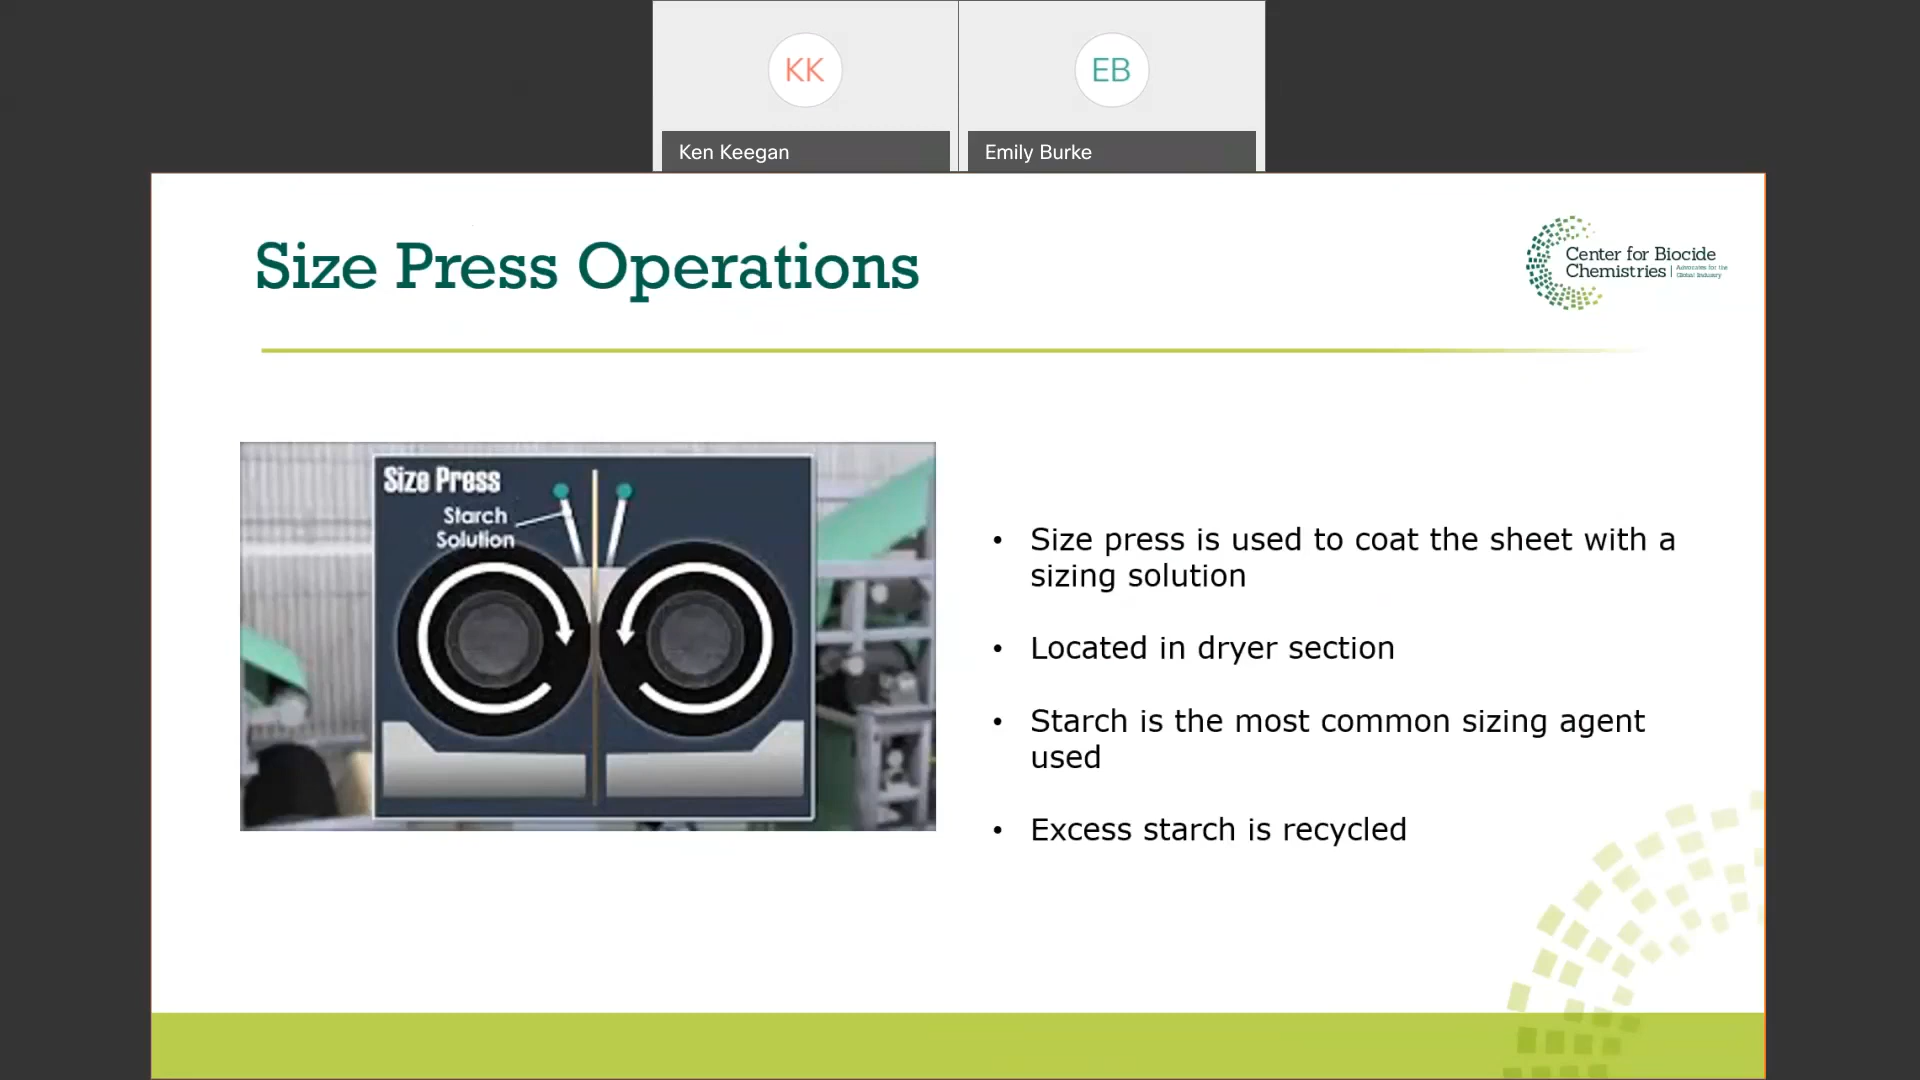 KK
EB
Ken Keegan
Emily Burke
Size Press Operations
Center for Biocide
Chemistries | Advocates for the
Global Industry
Size Press
Starch
Solution
• Size press is used to coat the sheet with a
sizing solution
• Located in dryer section
• Starch is the most common sizing agent
used
• Excess starch is recycled